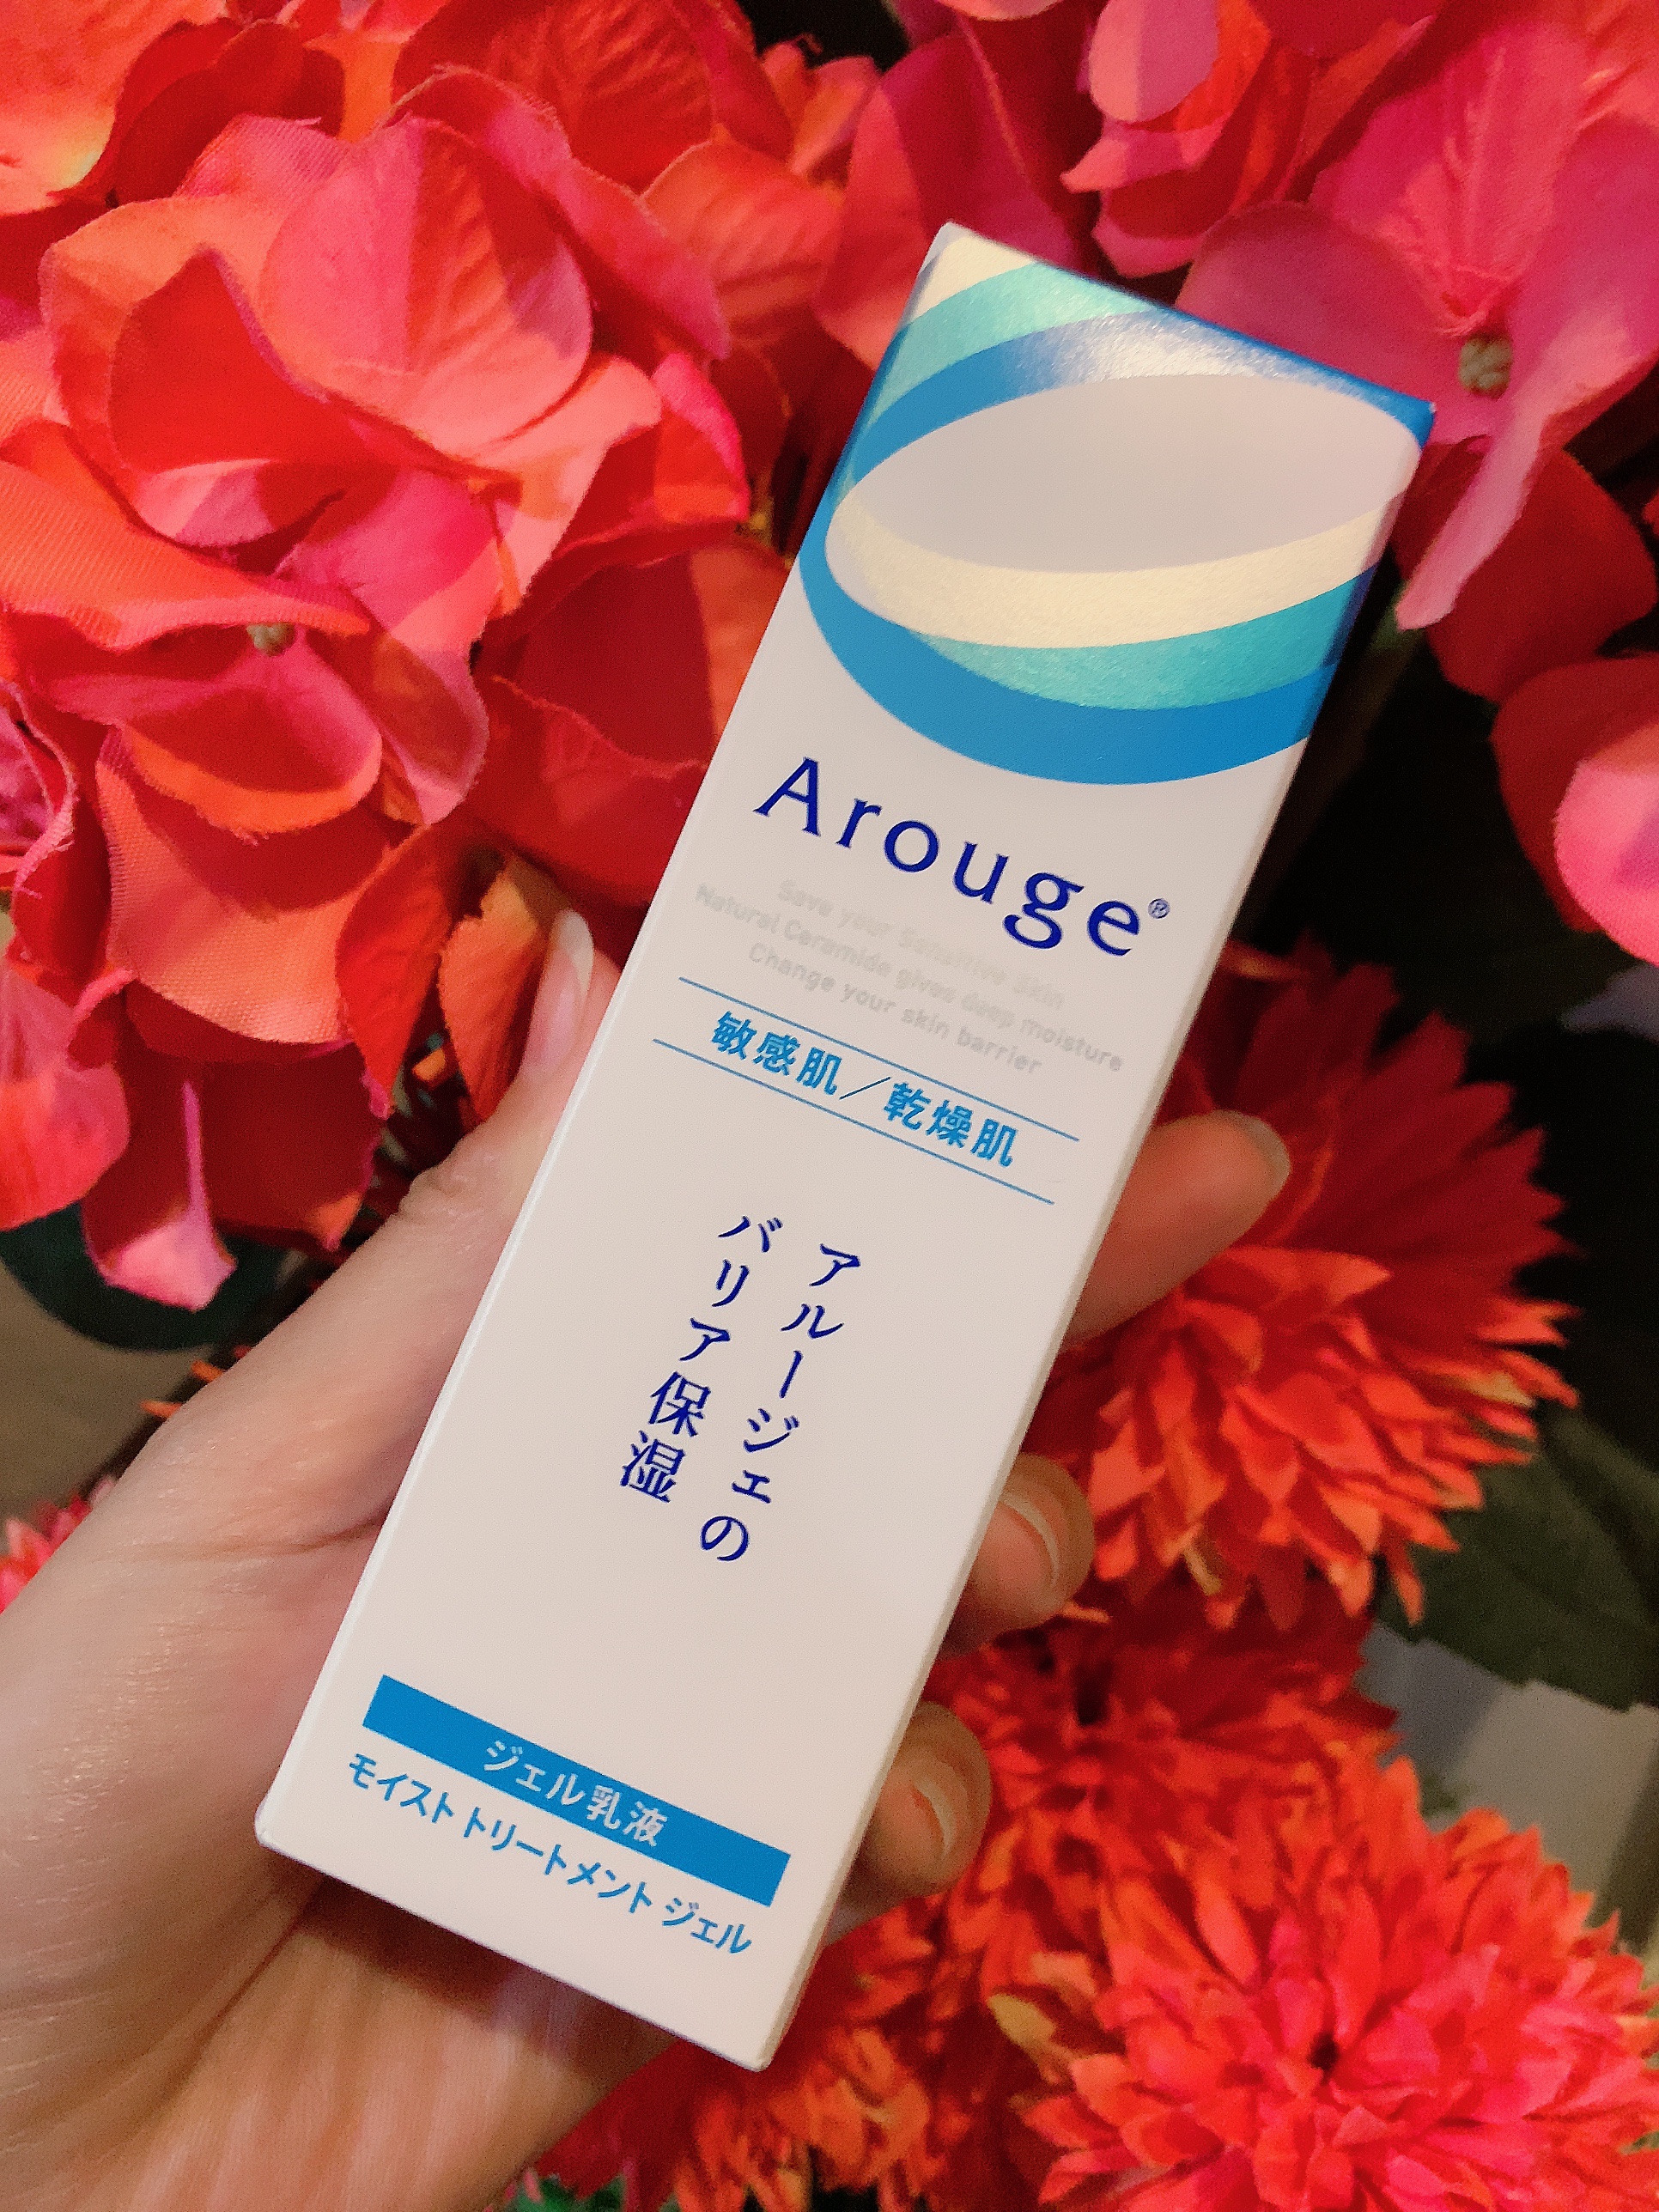 Arouge®
Save your Sensitive Skin
Natural Ceramide gives deep moisture
Change your skin barrier
敏感肌／乾燥肌
アルージェの
バリア保湿
ジェル乳液
モイスト トリートメント ジェル